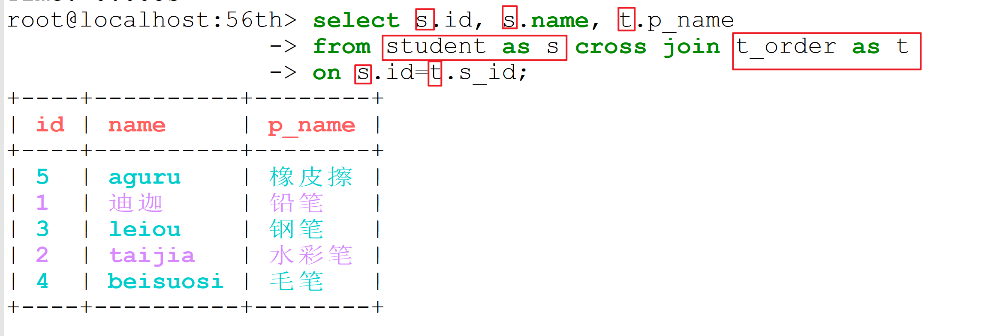 root@localhost:56th> select s.id, s.name, t.p_name
-> from student as s cross join t_order as t
-> on s.id=t.s_id;
+----+----------+--------+
| id | name | p_name |
+----+----------+--------+
| 5 | aguru | 橡皮擦 |
| 1 | 迪迦 | 铅笔 |
| 3 | leiou | 钢笔 |
| 2 | taijia | 水彩笔 |
| 4 | beisuosi | 毛笔 |
+----+----------+--------+